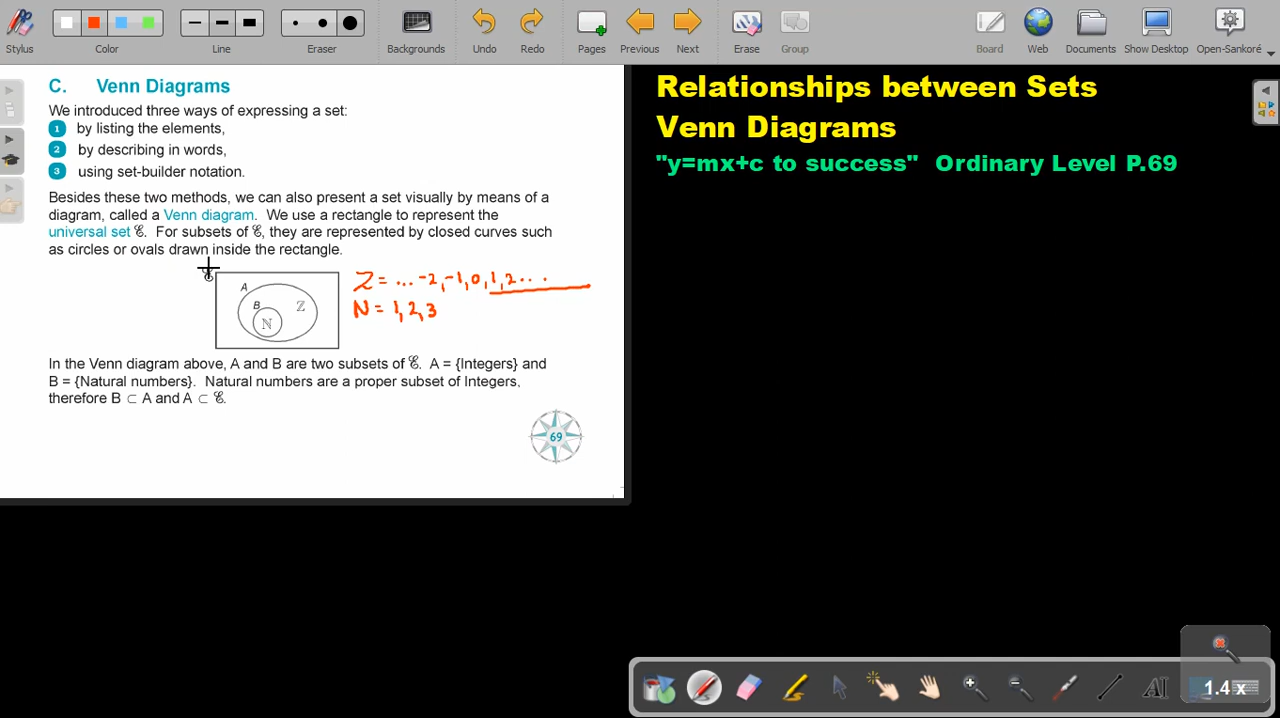 Stylus Color Line Eraser Backgrounds Undo Redo Pages Previous Next Erase Group Board Web Documents Show Desktop Open-Sankoré
C. Venn Diagrams
We introduced three ways of expressing a set:
1 by listing the elements,
2 by describing in words,
3 using set-builder notation.
Besides these two methods, we can also present a set visually by means of a
diagram, called a Venn diagram. We use a rectangle to represent the
universal set ℰ. For subsets of ℰ, they are represented by closed curves such
as circles or ovals drawn inside the rectangle.
ℰ
A
B
ℤ
ℕ
Z = ... -2, -1, 0, 1, 2 ...
N = 1, 2, 3
In the Venn diagram above, A and B are two subsets of ℰ. A = {Integers} and
B = {Natural numbers}. Natural numbers are a proper subset of Integers,
therefore B ⊂ A and A ⊂ ℰ.
69
Relationships between Sets
Venn Diagrams
"y=mx+c to success" Ordinary Level P.69
AI
1.4 x